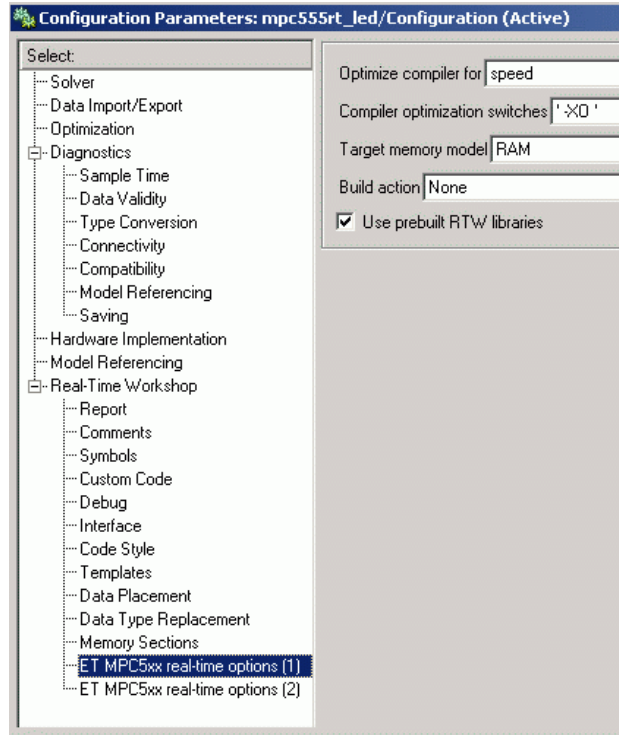 Configuration Parameters: mpc555rt_led/Configuration (Active)
Select:
Solver
Data Import/Export
Optimization
Diagnostics
Sample Time
Data Validity
Type Conversion
Connectivity
Compatibility
Model Referencing
Saving
Hardware Implementation
Model Referencing
Real-Time Workshop
Report
Comments
Symbols
Custom Code
Debug
Interface
Code Style
Templates
Data Placement
Data Type Replacement
Memory Sections
ET MPC5xx real-time options (1)
ET MPC5xx real-time options (2)
Optimize compiler for speed
Compiler optimization switches '-XO '
Target memory model RAM
Build action None
Use prebuilt RTW libraries